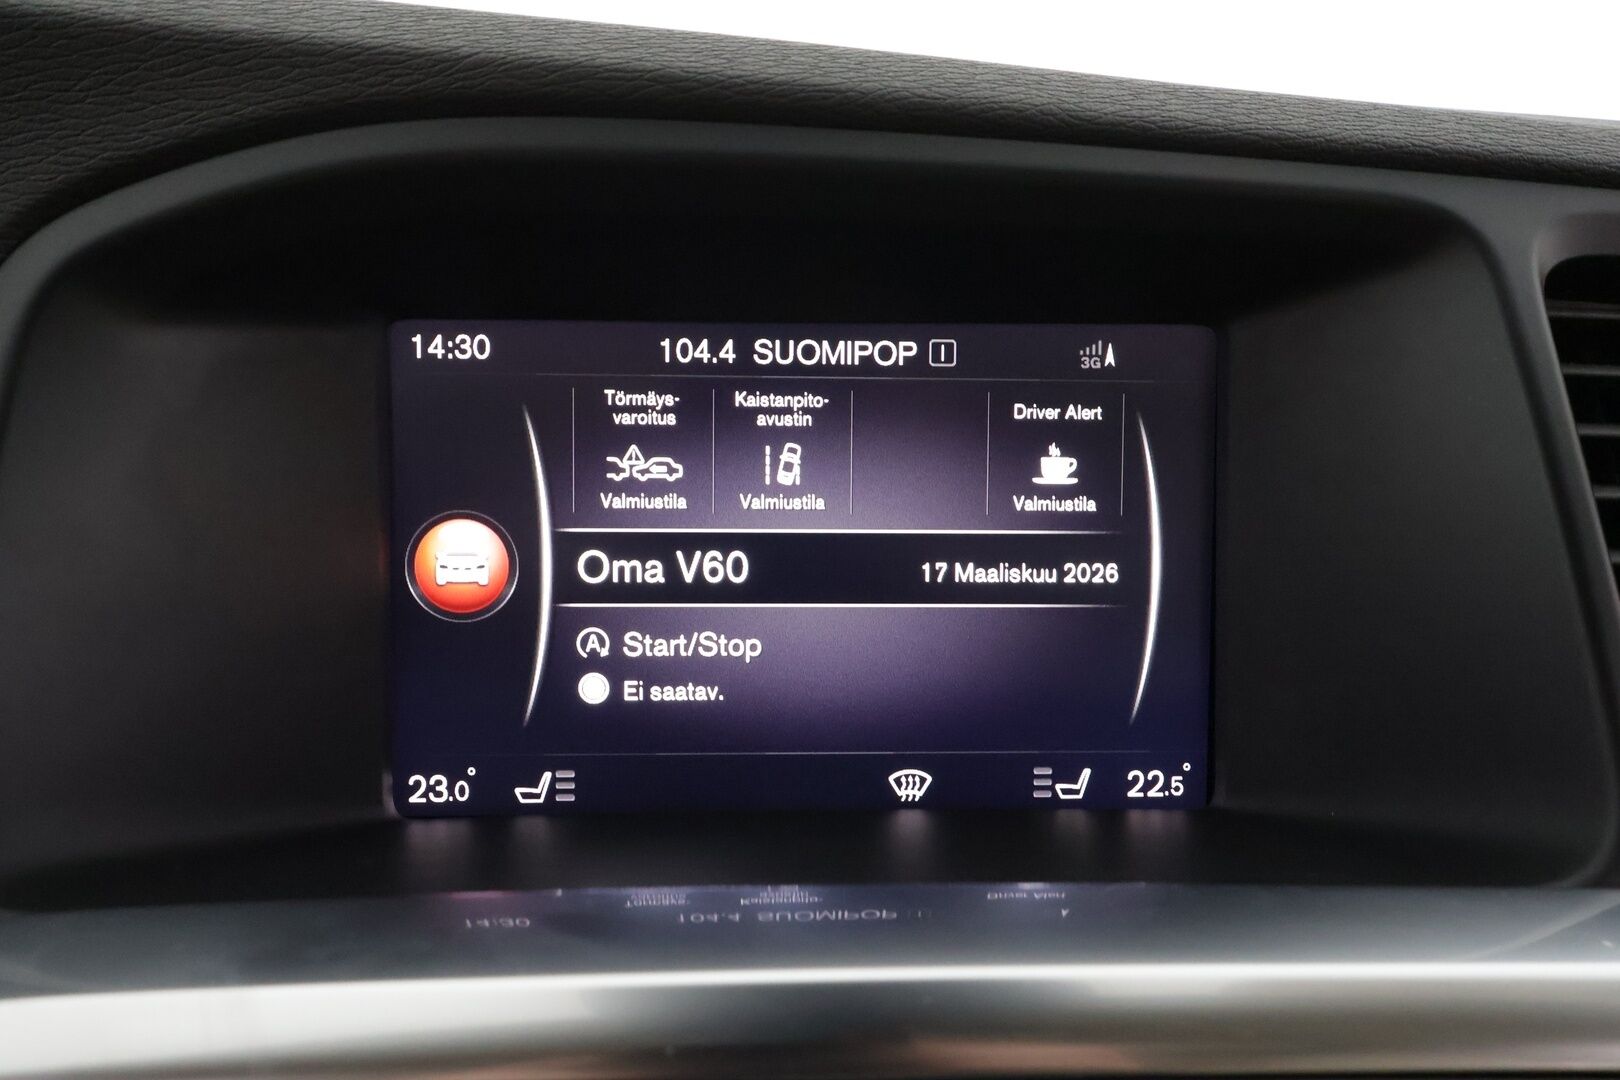 14:30 104.4 SUOMIPOP I 3G
Törmäys-
varoitus
Valmiustila
Kaistanpito-
avustin
Valmiustila
Driver Alert
Valmiustila
Oma V60 17 Maaliskuu 2026
A Start/Stop
Ei saatav.
23.0° 22.5°